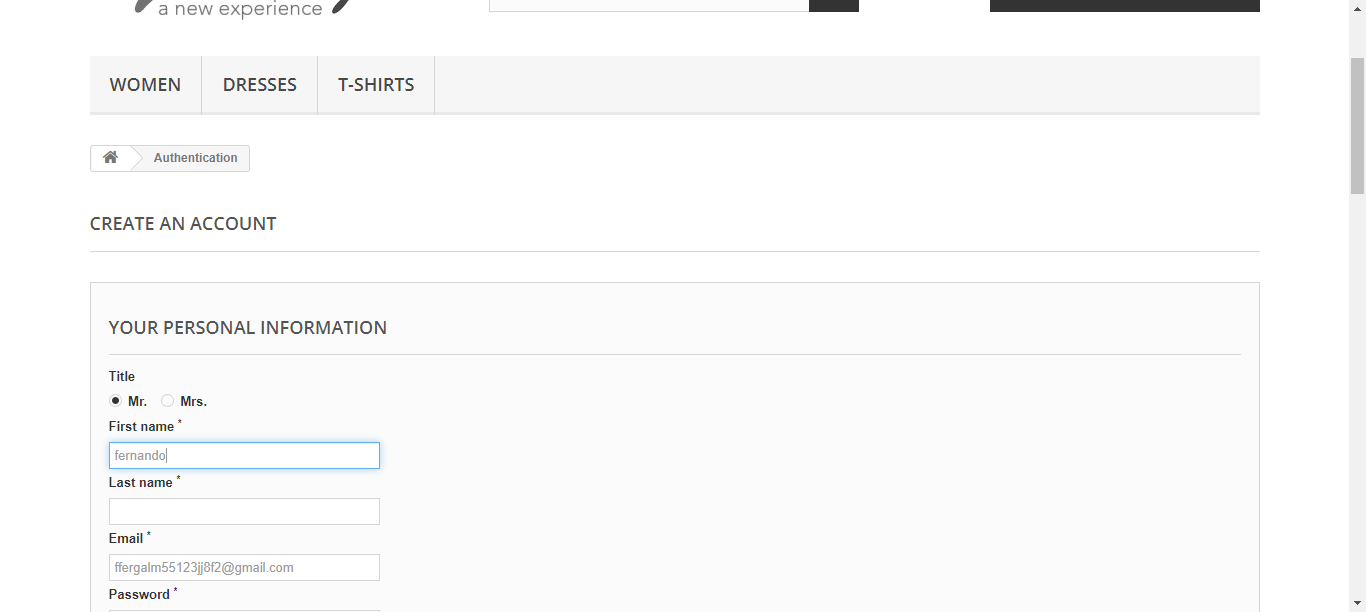 a new experience
WOMEN DRESSES T-SHIRTS
Authentication
CREATE AN ACCOUNT
YOUR PERSONAL INFORMATION
Title
Mr. Mrs.
First name *
fernando
Last name *
Email *
ffergalm55123jj8f2@gmail.com
Password *